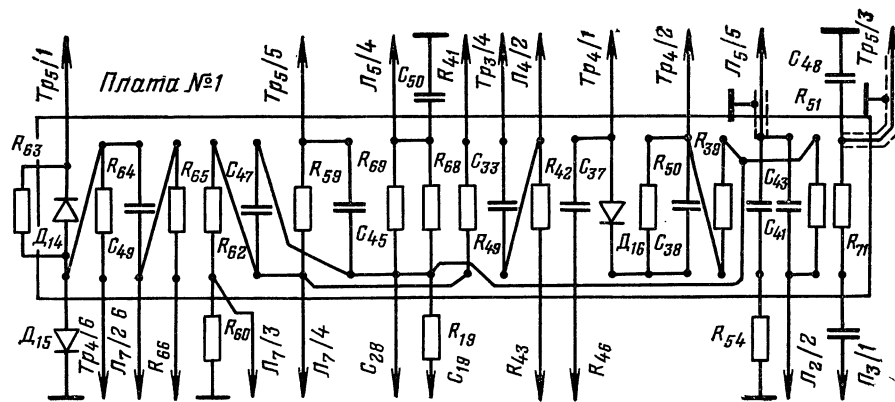 Тр5/1
Плата №1
Тр5/5
Л5/4
C50
R41
Тр3/4
Л4/2
Тр4/1
Тр4/2
Л5/5
C48
Тр5/3
R51
R63
R64
R65
C47
R59
R69
R68
C33
R42
C37
R50
R38
C43
Д14
C49
R62
C45
R49
Д16
C38
C41
R71
Д15
Тр4/6
Л7/2 6
R66
R60
Л7/3
Л7/4
C28
R19
C19
R43
R46
R54
Л2/2
П3/1